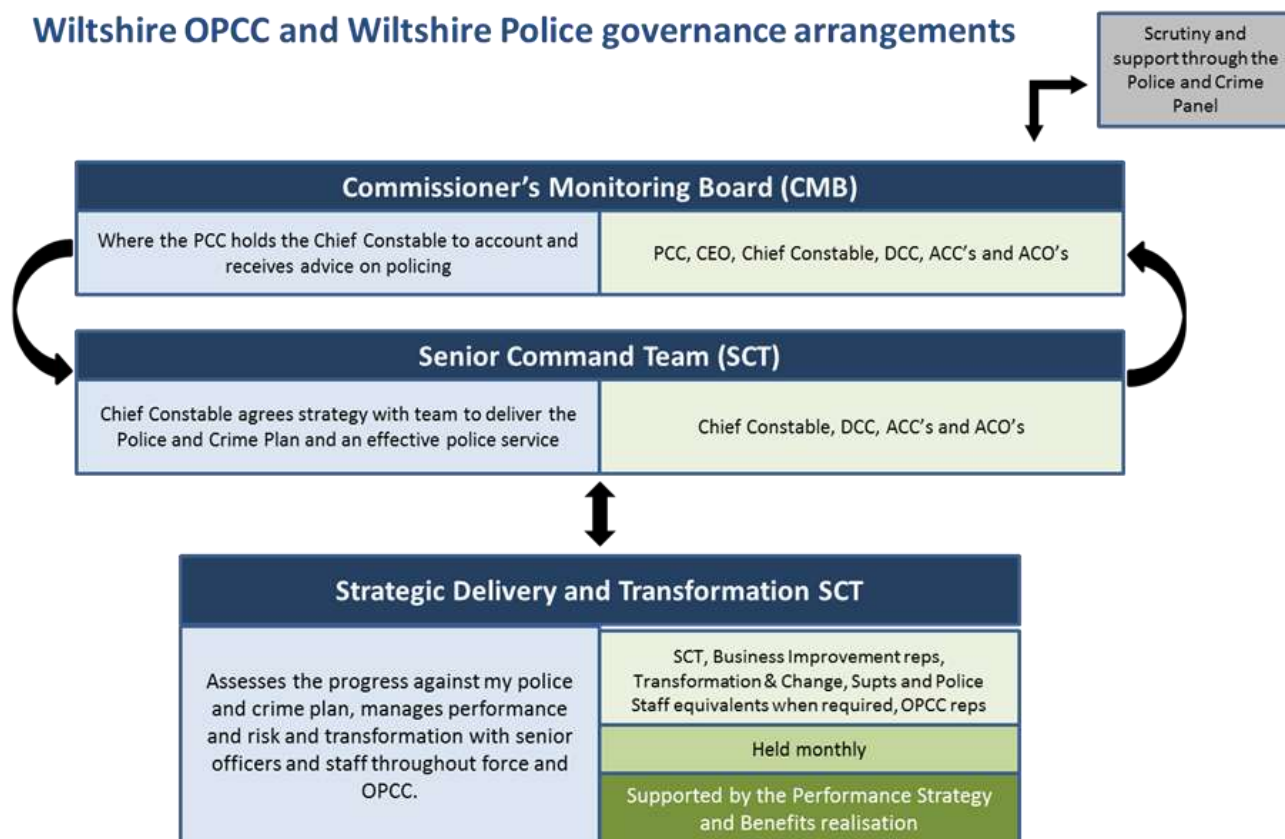 Wiltshire OPCC and Wiltshire Police governance arrangements
Scrutiny and
support through the
Police and Crime
Panel
Commissioner's Monitoring Board (CMB)
Where the PCC holds the Chief Constable to account and
receives advice on policing
PCC, CEO, Chief Constable, DCC, ACC's and ACO's
Senior Command Team (SCT)
Chief Constable agrees strategy with team to deliver the
Police and Crime Plan and an effective police service
Chief Constable, DCC, ACC's and ACO's
Strategic Delivery and Transformation SCT
Assesses the progress against my police
and crime plan, manages performance
and risk and transformation with senior
officers and staff throughout force and
OPCC.
SCT, Business Improvement reps,
Transformation & Change, Supts and Police
Staff equivalents when required, OPCC reps
Held monthly
Supported by the Performance Strategy
and Benefits realisation